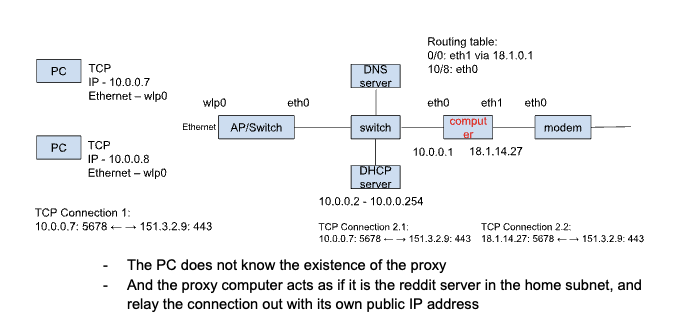 Routing table:
0/0: eth1 via 18.1.0.1
10/8: eth0
PC
TCP
IP - 10.0.0.7
Ethernet – wlp0
DNS
server
wlp0
eth0
eth0
eth1
eth0
Ethernet
AP/Switch
switch
comput
er
modem
PC
TCP
IP - 10.0.0.8
Ethernet – wlp0
10.0.0.1
18.1.14.27
DHCP
server
10.0.0.2 - 10.0.0.254
TCP Connection 1:
10.0.0.7: 5678 ←→ 151.3.2.9: 443
TCP Connection 2.1:
10.0.0.7: 5678 ←→ 151.3.2.9: 443
TCP Connection 2.2:
18.1.14.27: 5678 ←→ 151.3.2.9: 443
- The PC does not know the existence of the proxy
- And the proxy computer acts as if it is the reddit server in the home subnet, and
relay the connection out with its own public IP address